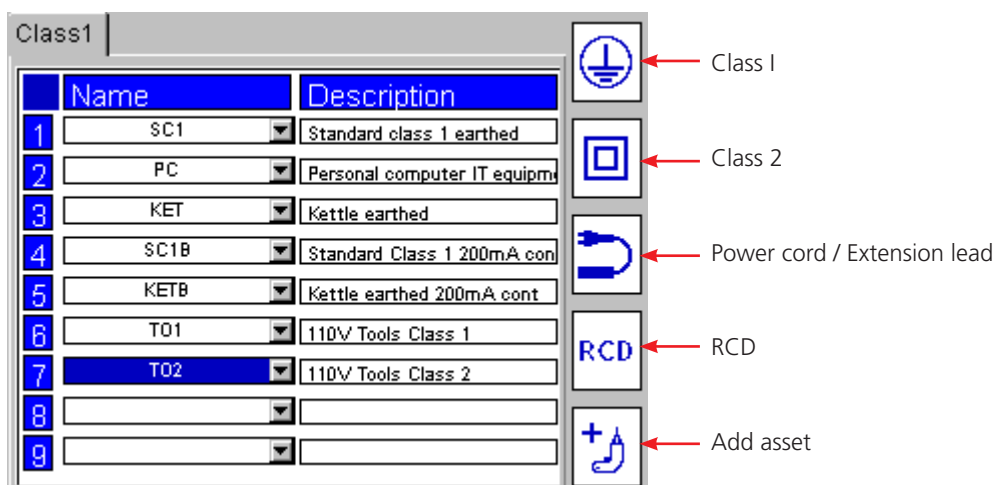 Class1
Name Description
1 SC1 Standard class 1 earthed
2 PC Personal computer IT equipm
3 KET Kettle earthed
4 SC1B Standard Class 1 200mA con
5 KETB Kettle earthed 200mA cont
6 TO1 110V Tools Class 1
7 TO2 110V Tools Class 2
8
9
Class I
Class 2
Power cord / Extension lead
RCD RCD
Add asset